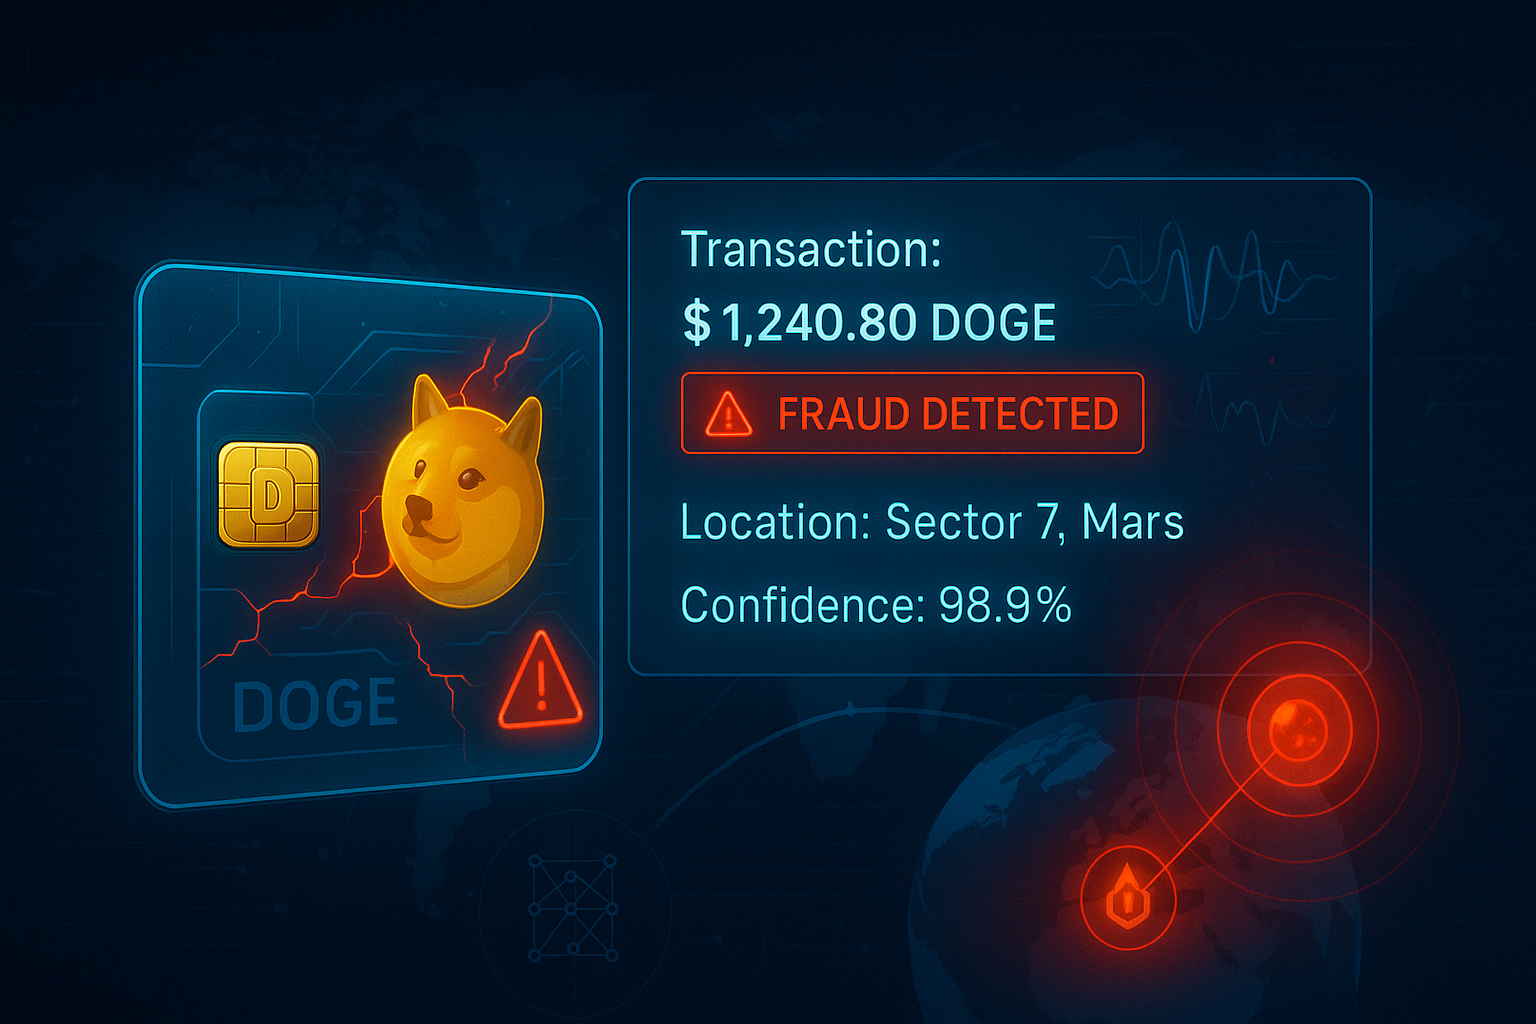 Transaction:
$1,240.80 DOGE
FRAUD DETECTED
Location: Sector 7, Mars
Confidence: 98.9%
D
DOGE